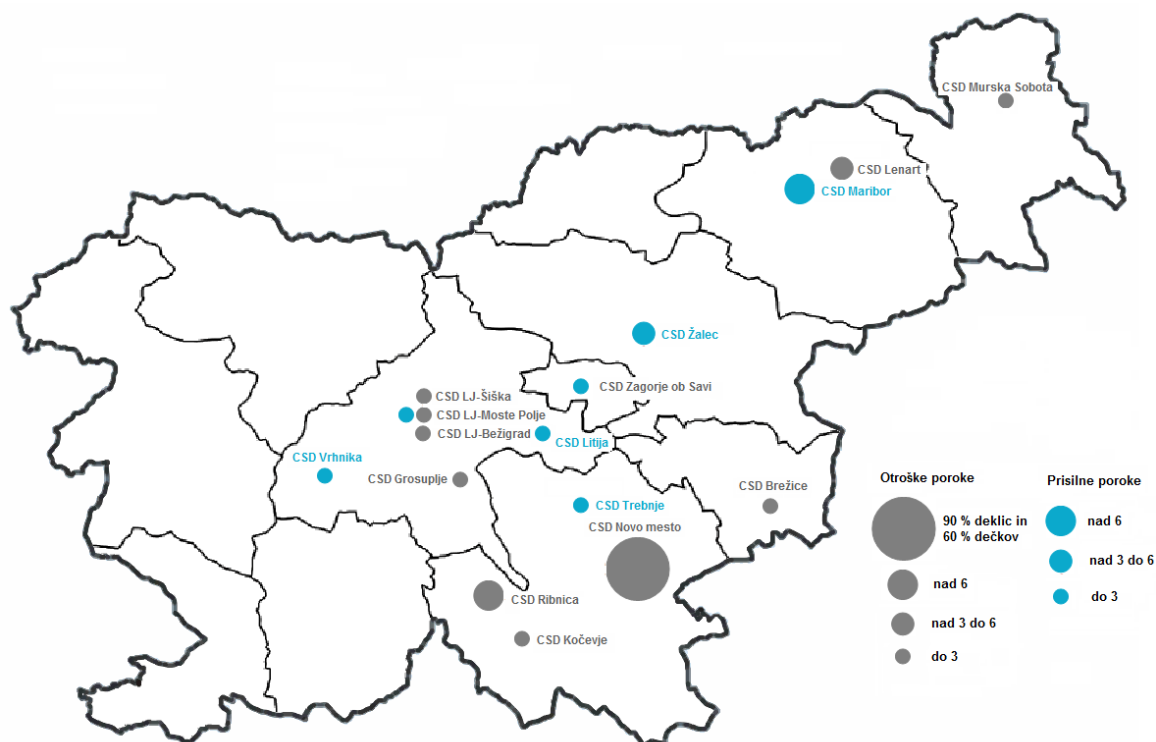 CSD Murska Sobota
CSD Lenart
CSD Maribor
CSD Žalec
CSD Zagorje ob Savi
CSD LJ-Šiška
CSD LJ-Moste Polje
CSD LJ-Bežigrad
CSD Litija
CSD Vrhnika
CSD Grosuplje
CSD Trebnje
CSD Brežice
CSD Novo mesto
CSD Ribnica
CSD Kočevje
Otroške poroke
90 % deklic in
60 % dečkov
nad 6
nad 3 do 6
do 3
Prisilne poroke
nad 6
nad 3 do 6
do 3